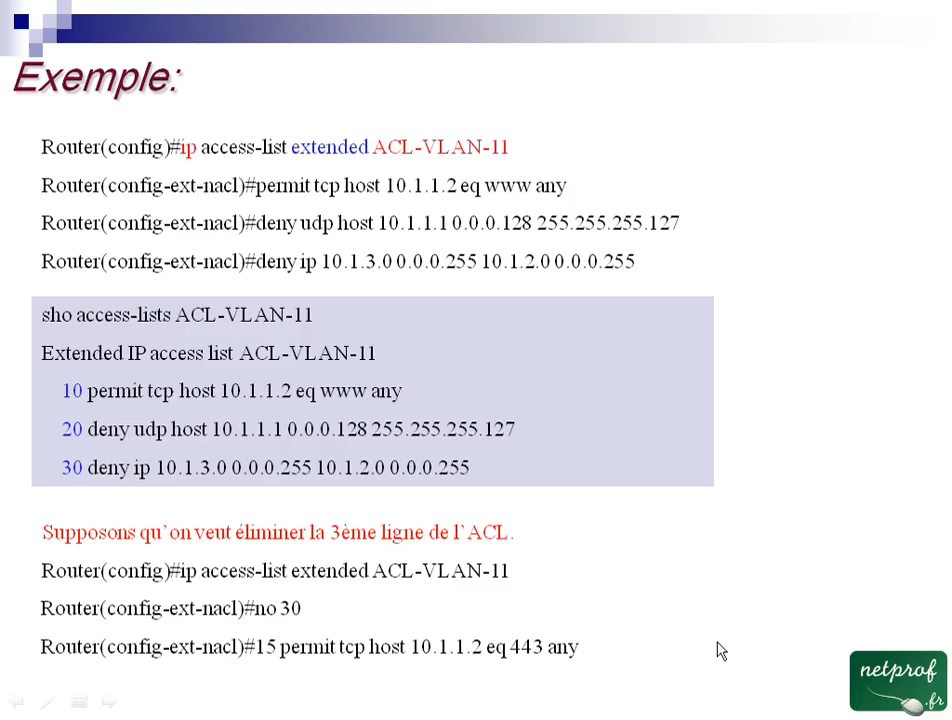 Exemple:
Router(config)#ip access-list extended ACL-VLAN-11
Router(config-ext-nacl)#permit tcp host 10.1.1.2 eq www any
Router(config-ext-nacl)#deny udp host 10.1.1.1 0.0.0.128 255.255.255.127
Router(config-ext-nacl)#deny ip 10.1.3.0 0.0.0.255 10.1.2.0 0.0.0.255
sho access-lists ACL-VLAN-11
Extended IP access list ACL-VLAN-11
10 permit tcp host 10.1.1.2 eq www any
20 deny udp host 10.1.1.1 0.0.0.128 255.255.255.127
30 deny ip 10.1.3.0 0.0.0.255 10.1.2.0 0.0.0.255
Supposons qu'on veut éliminer la 3ème ligne de l'ACL.
Router(config)#ip access-list extended ACL-VLAN-11
Router(config-ext-nacl)#no 30
Router(config-ext-nacl)#15 permit tcp host 10.1.1.2 eq 443 any
netprof
.fr